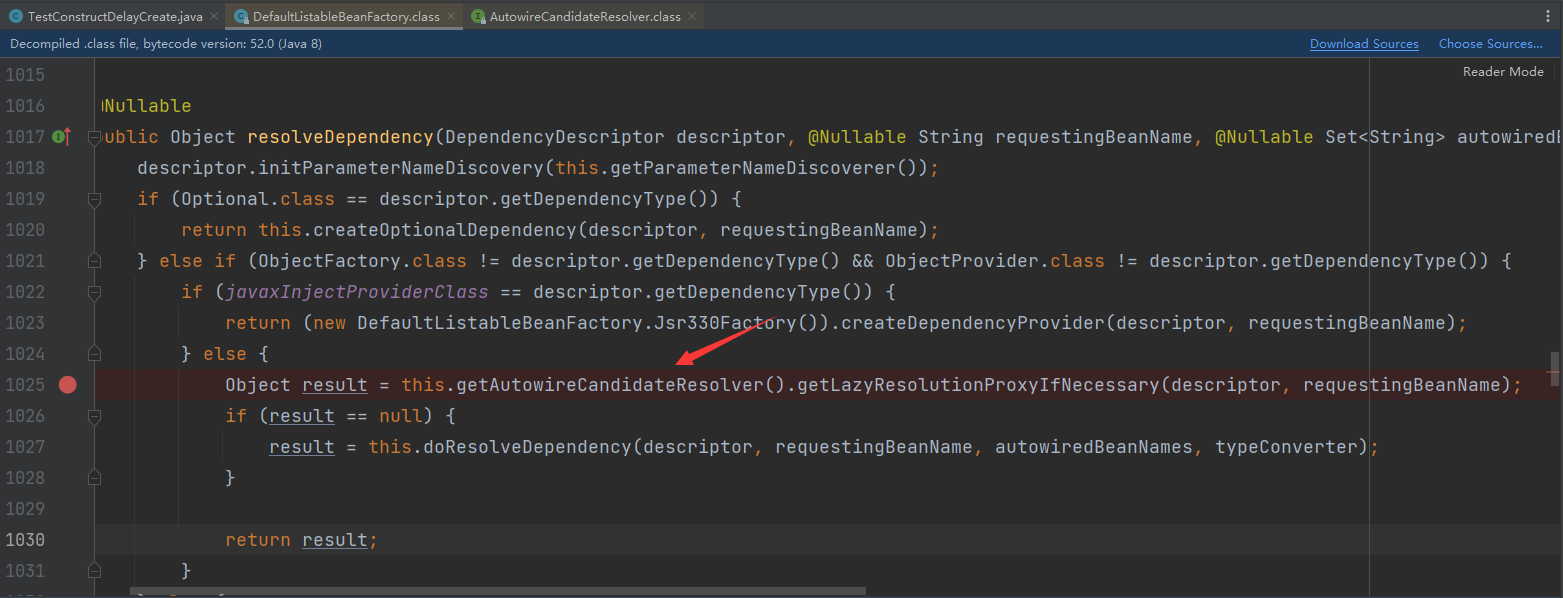 TestConstructDelayCreate.java DefaultListableBeanFactory.class AutowireCandidateResolver.class
Decompiled .class file, bytecode version: 52.0 (Java 8) Download Sources Choose Sources...
Reader Mode
1015
1016 @Nullable
1017 public Object resolveDependency(DependencyDescriptor descriptor, @Nullable String requestingBeanName, @Nullable Set<String> autowiredB
1018 descriptor.initParameterNameDiscovery(this.getParameterNameDiscoverer());
1019 if (Optional.class == descriptor.getDependencyType()) {
1020 return this.createOptionalDependency(descriptor, requestingBeanName);
1021 } else if (ObjectFactory.class != descriptor.getDependencyType() && ObjectProvider.class != descriptor.getDependencyType()) {
1022 if (javaxInjectProviderClass == descriptor.getDependencyType()) {
1023 return (new DefaultListableBeanFactory.Jsr330Factory()).createDependencyProvider(descriptor, requestingBeanName);
1024 } else {
1025 Object result = this.getAutowireCandidateResolver().getLazyResolutionProxyIfNecessary(descriptor, requestingBeanName);
1026 if (result == null) {
1027 result = this.doResolveDependency(descriptor, requestingBeanName, autowiredBeanNames, typeConverter);
1028 }
1029
1030 return result;
1031 }